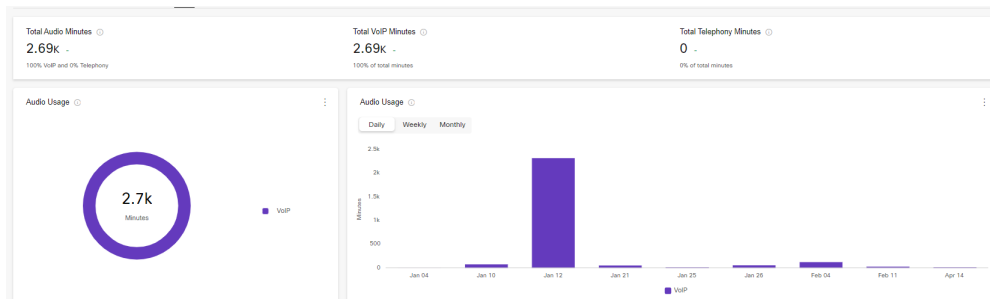 Total Audio Minutes
2.69K -
100% VoIP and 0% Telephony
Total VoIP Minutes
2.69K -
100% of total minutes
Total Telephony Minutes
0 -
0% of total minutes
Audio Usage
2.7k
Minutes
VoIP
Audio Usage
Daily Weekly Monthly
Minutes
2.5k
2k
1.5k
1k
500
0
Jan 04 Jan 10 Jan 12 Jan 21 Jan 25 Jan 26 Feb 04 Feb 11 Apr 14
VoIP